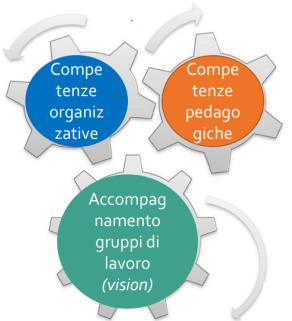 Compe
tenze
organiz
zative
Compe
tenze
pedago
giche
Accompag
namento
gruppi di
lavoro
(vision)